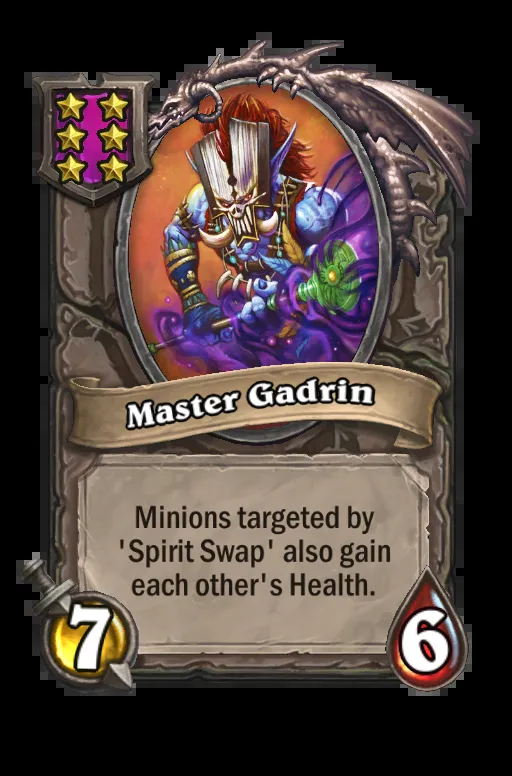 Master Gadrin
Minions targeted by
'Spirit Swap' also gain
each other's Health.
7
6